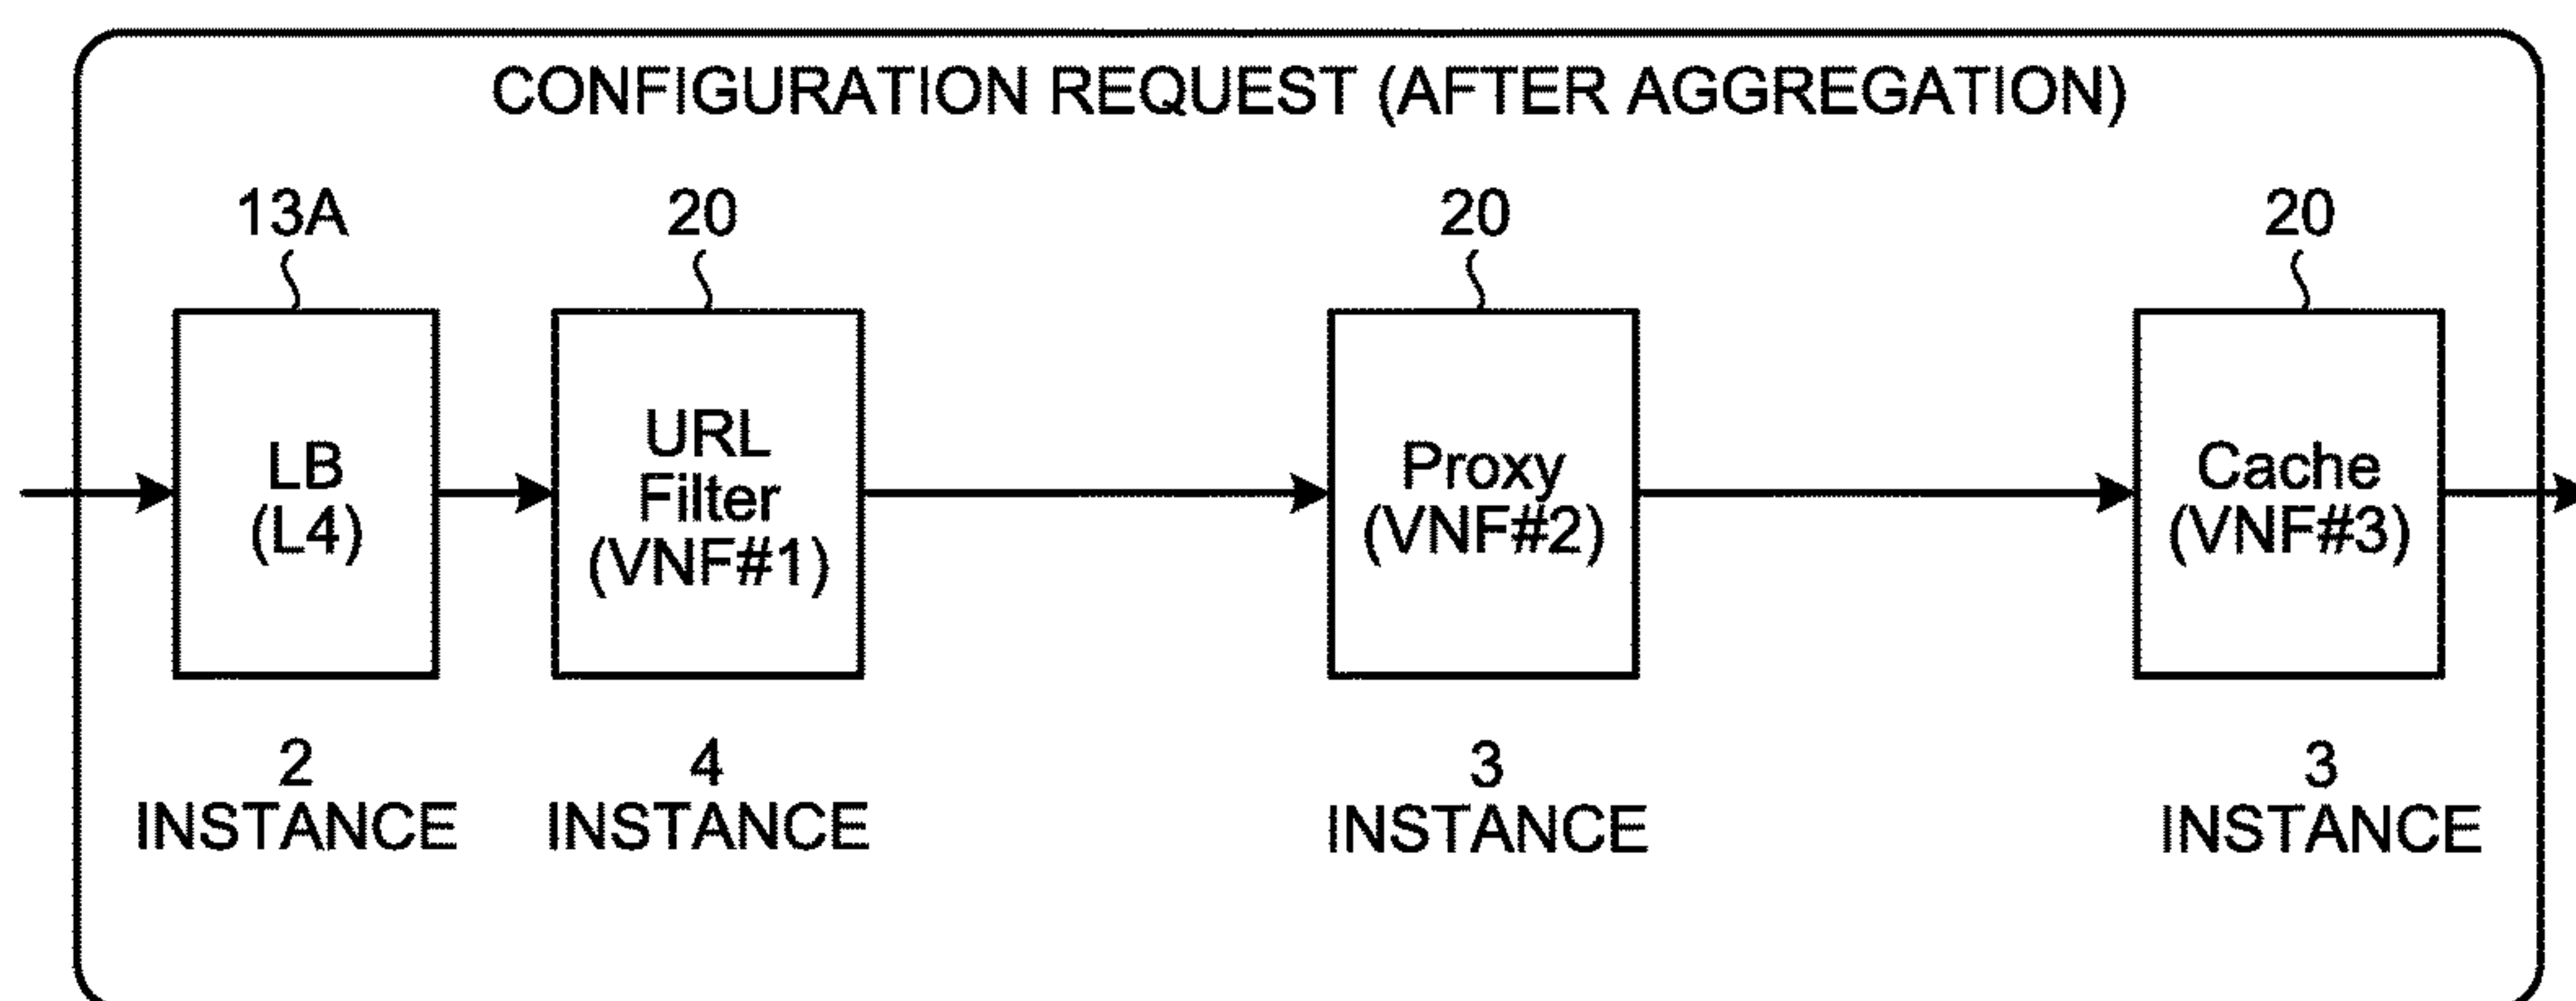 CONFIGURATION REQUEST (AFTER AGGREGATION)
13A
20
20
20
LB
(L4)
URL
Filter
(VNF#1)
Proxy
(VNF#2)
Cache
(VNF#3)
2
INSTANCE
4
INSTANCE
3
INSTANCE
3
INSTANCE